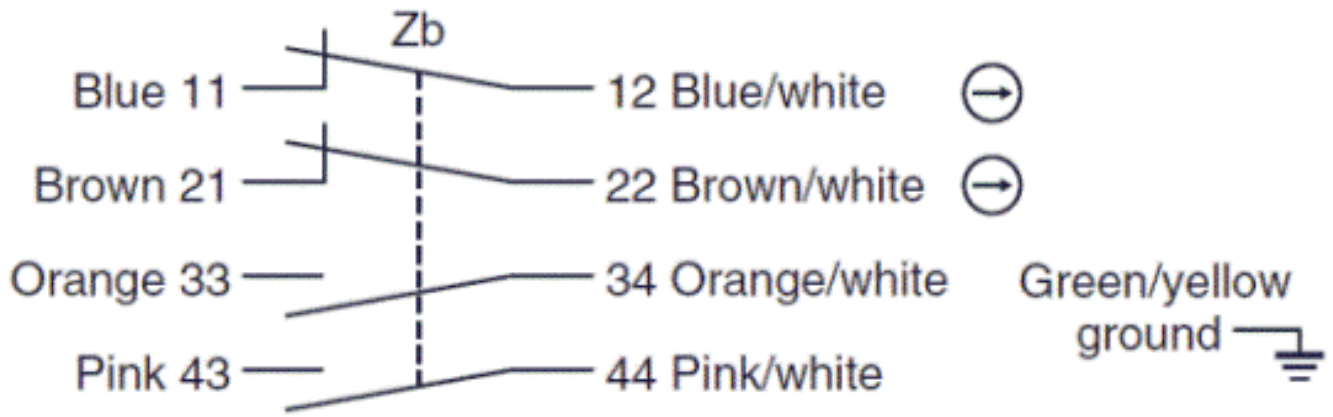 Zb
Blue 11 12 Blue/white
Brown 21 22 Brown/white
Orange 33 34 Orange/white
Green/yellow
ground
Pink 43 44 Pink/white